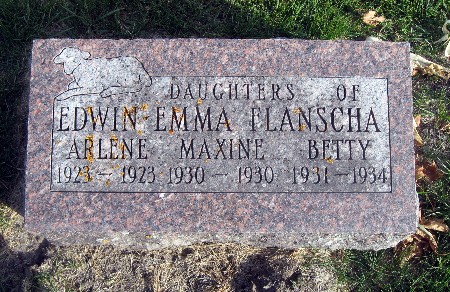 DAUGHTERS OF
EDWIN-EMMA FLANSCHA
ARLENE MAXINE BETTY
1923-1923 1930-1930 1931-1934